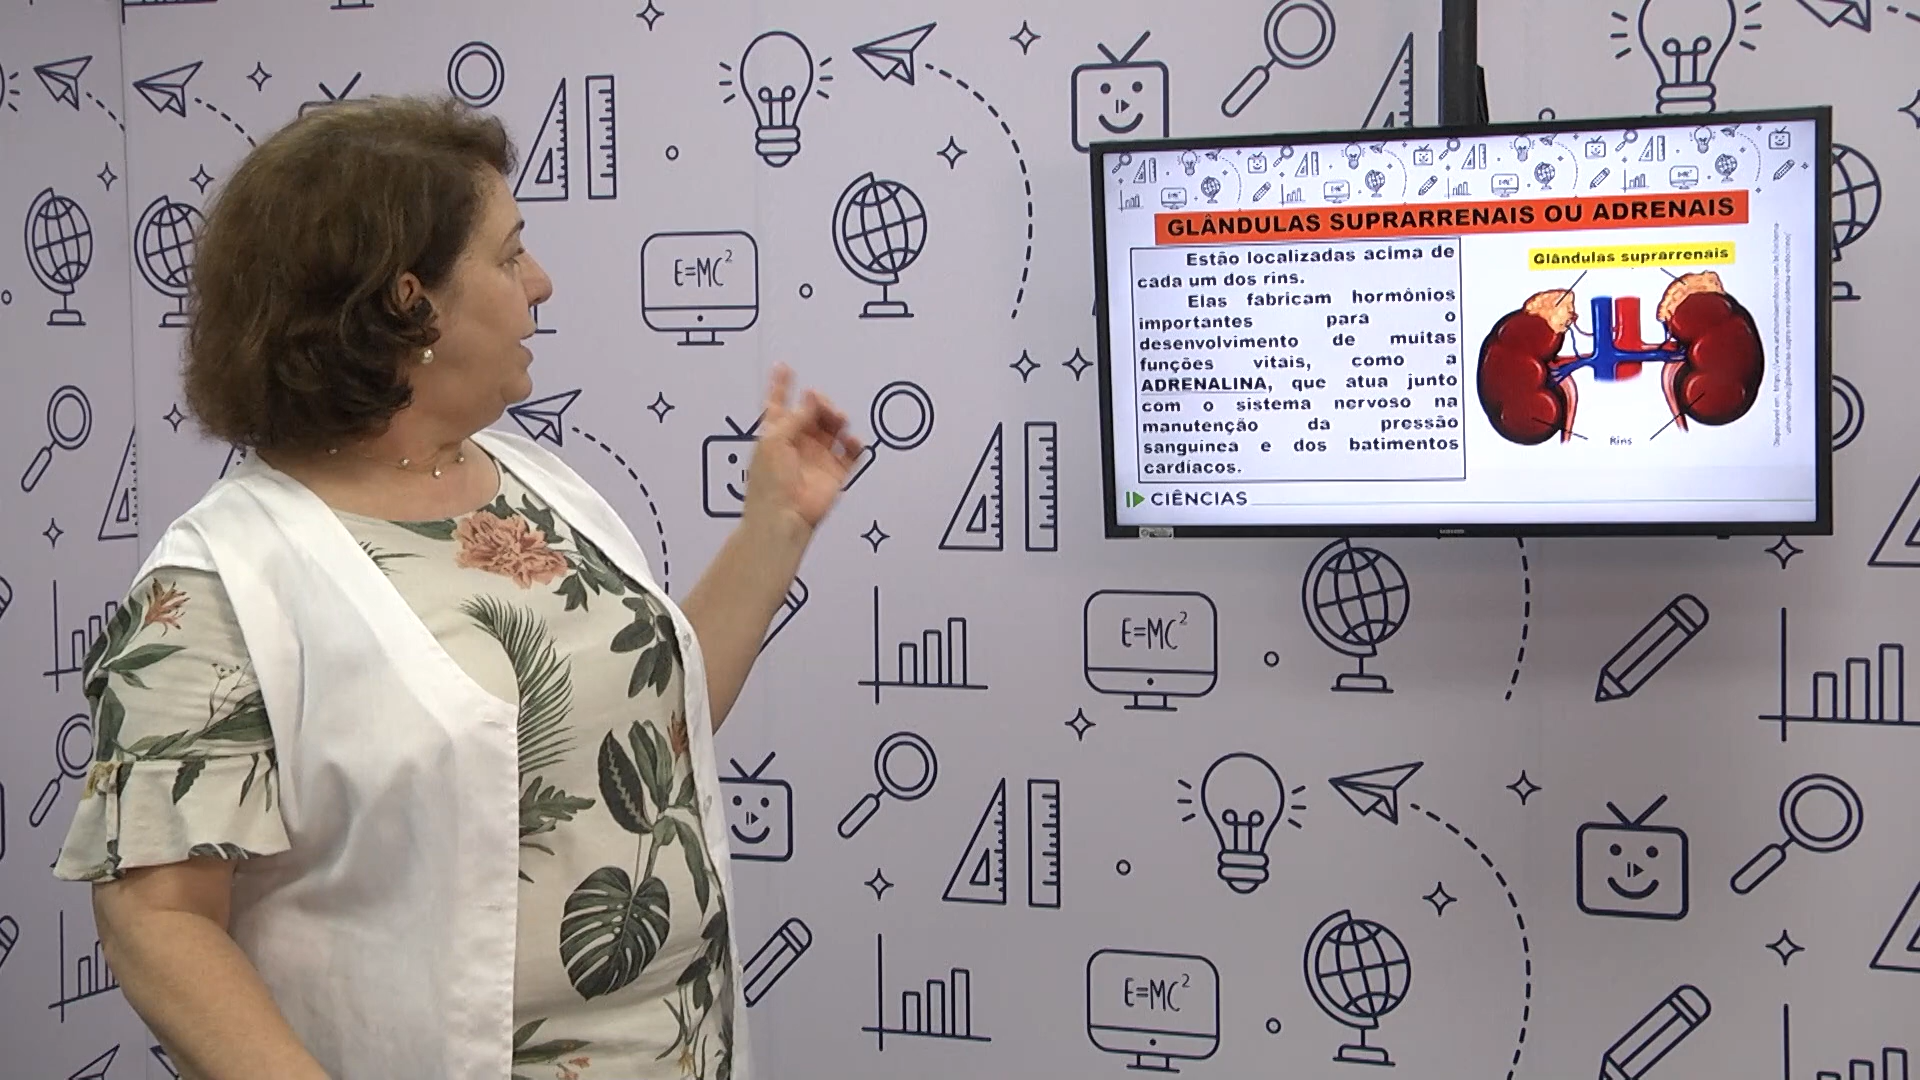 GLÂNDULAS SUPRARRENAIS OU ADRENAIS
Estão localizadas acima de
cada um dos rins.
Elas fabricam hormônios
importantes para o
desenvolvimento de muitas
funções vitais, como a
ADRENALINA, que atua junto
com o sistema nervoso na
manutenção da pressão
sanguínea e dos batimentos
cardíacos.
Glândulas suprarrenais
Rins
CIÊNCIAS
E=MC²
E=MC²
E=MC²